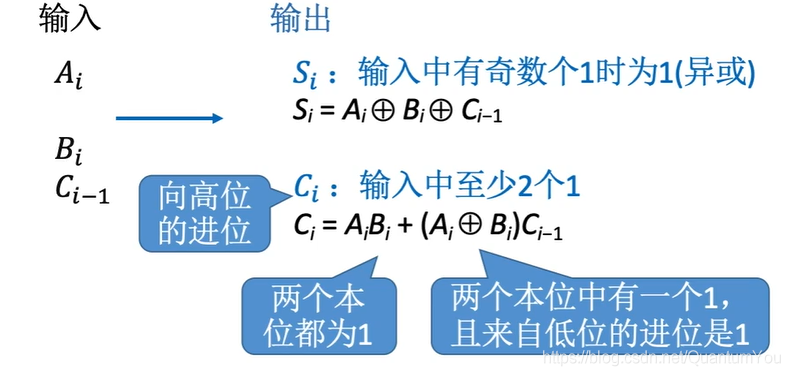 输入
输出
Aᵢ
Sᵢ：输入中有奇数个1时为1(异或)
Sᵢ = Aᵢ⊕ Bᵢ⊕ Cᵢ₋₁
Bᵢ
Cᵢ₋₁
向高位
的进位
Cᵢ：输入中至少2个1
Cᵢ = AᵢBᵢ + (Aᵢ⊕ Bᵢ)Cᵢ₋₁
两个本
位都为1
两个本位中有一个1，
且来自低位的进位是1
https://blog.csdn.net/QuantumYou